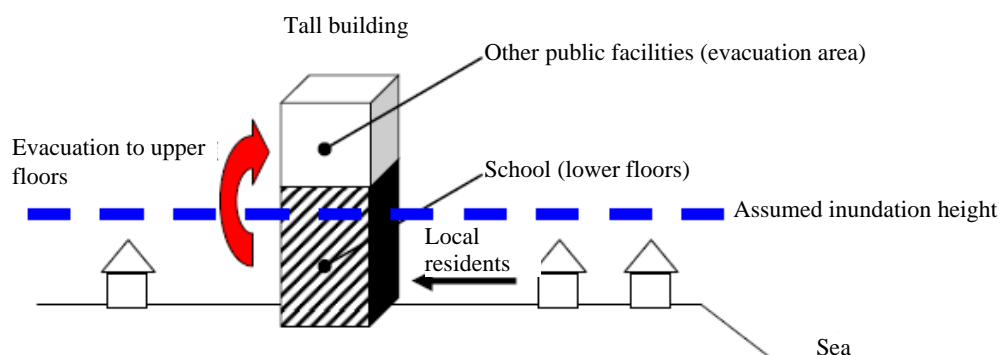 Tall building
Other public facilities (evacuation area)
Evacuation to upper
floors
School (lower floors)
Assumed inundation height
Local
residents
Sea